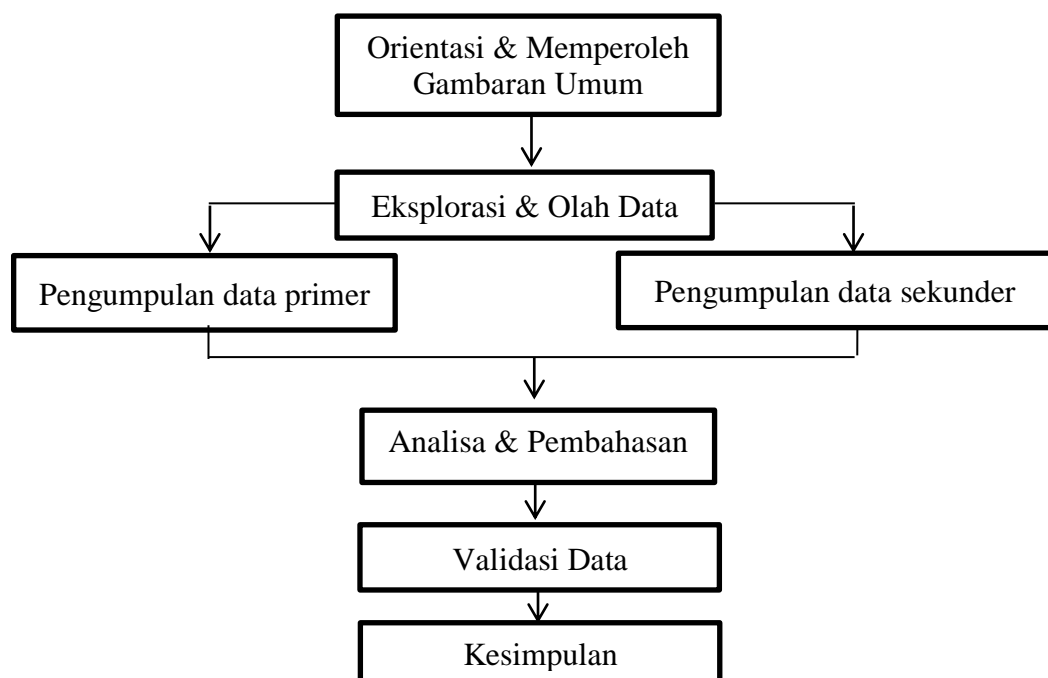 Orientasi & Memperoleh
Gambaran Umum
Eksplorasi & Olah Data
Pengumpulan data primer
Pengumpulan data sekunder
Analisa & Pembahasan
Validasi Data
Kesimpulan